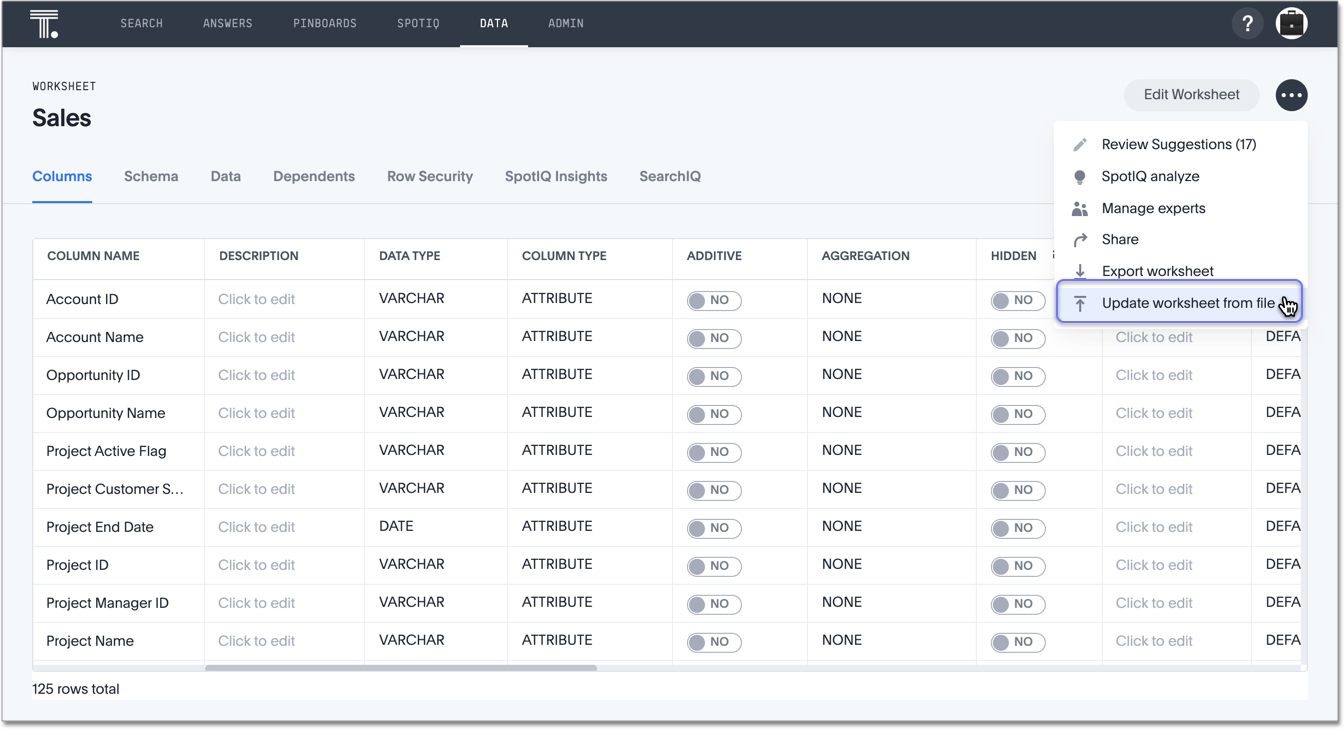 SEARCH ANSWERS PINBOARDS SPOTIQ DATA ADMIN ?
WORKSHEET
Sales
Edit Worksheet
Review Suggestions (17)
SpotIQ analyze
Manage experts
Share
Export worksheet
Update worksheet from file
Columns Schema Data Dependents Row Security SpotIQ Insights SearchIQ
COLUMN NAME DESCRIPTION DATA TYPE COLUMN TYPE ADDITIVE AGGREGATION HIDDEN
Account ID Click to edit VARCHAR ATTRIBUTE NO NONE NO
Account Name Click to edit VARCHAR ATTRIBUTE NO NONE NO Click to edit DEFA
Opportunity ID Click to edit VARCHAR ATTRIBUTE NO NONE NO Click to edit DEFA
Opportunity Name Click to edit VARCHAR ATTRIBUTE NO NONE NO Click to edit DEFA
Project Active Flag Click to edit VARCHAR ATTRIBUTE NO NONE NO Click to edit DEFA
Project Customer S... Click to edit VARCHAR ATTRIBUTE NO NONE NO Click to edit DEFA
Project End Date Click to edit DATE ATTRIBUTE NO NONE NO Click to edit DEFA
Project ID Click to edit VARCHAR ATTRIBUTE NO NONE NO Click to edit DEFA
Project Manager ID Click to edit VARCHAR ATTRIBUTE NO NONE NO Click to edit DEFA
Project Name Click to edit VARCHAR ATTRIBUTE NO NONE NO Click to edit DEFA
125 rows total